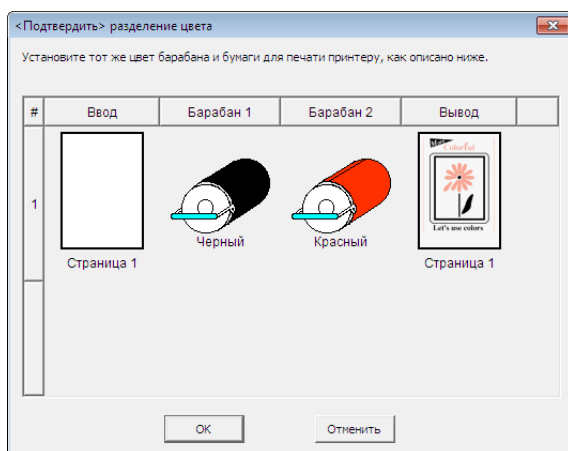 <Подтвердить> разделение цвета
Установите тот же цвет барабана и бумаги для печати принтеру, как описано ниже.
# Ввод Барабан 1 Барабан 2 Вывод
1
Colorful
Let's use colors
Черный Красный
Страница 1 Страница 1
OK Отменить